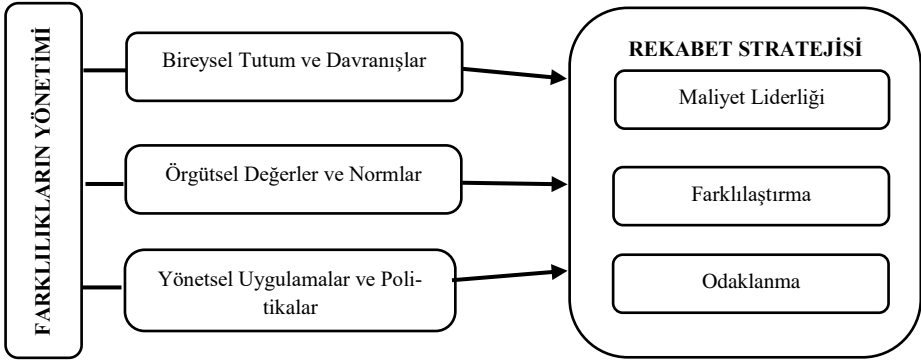 FARKLILIKLARIN YÖNETİMİ
Bireysel Tutum ve Davranışlar
Örgütsel Değerler ve Normlar
Yönetsel Uygulamalar ve Poli-
tikalar
REKABET STRATEJİSİ
Maliyet Liderliği
Farklılaştırma
Odaklanma